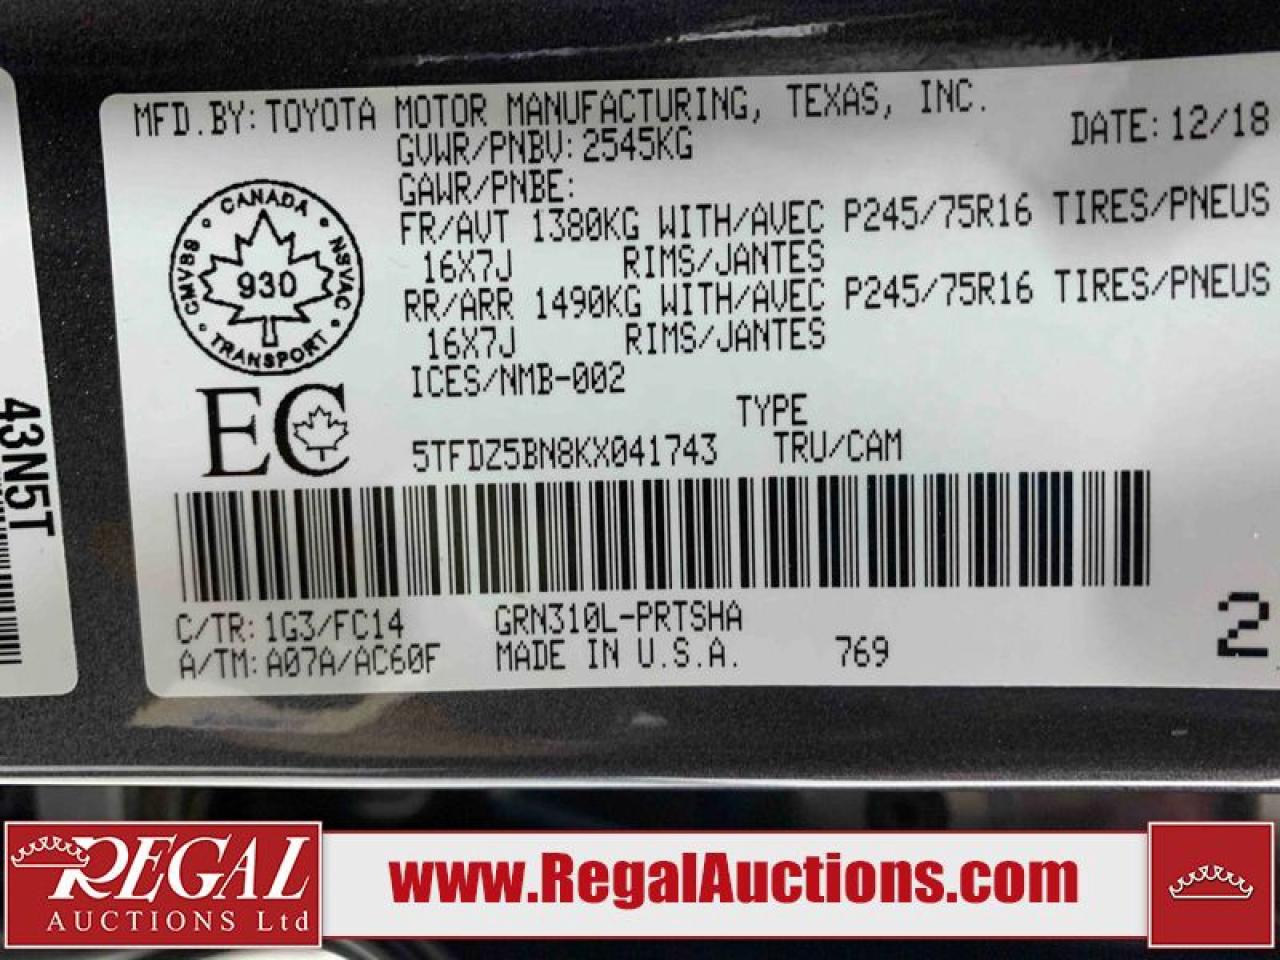 MFD.BY: TOYOTA MOTOR MANUFACTURING, TEXAS, INC.
DATE: 12/18
GVWR/PNBV: 2545KG
GAWR/PNBE:
FR/AVT 1380KG WITH/AVEC P245/75R16 TIRES/PNEUS
16X7J RIMS/JANTES
RR/ARR 1490KG WITH/AVEC P245/75R16 TIRES/PNEUS
16X7J RIMS/JANTES
ICES/NMB-002
CANADA
CMVSS 930 NSVAC
TRANSPORT
EC
TYPE
5TFDZ5BN8KX041743 TRU/CAM
C/TR: 1G3/FC14 GRN310L-PRTSHA
A/TM: A07A/AC60F MADE IN U.S.A. 769
2
43N5T
REGAL
AUCTIONS Ltd
www.RegalAuctions.com